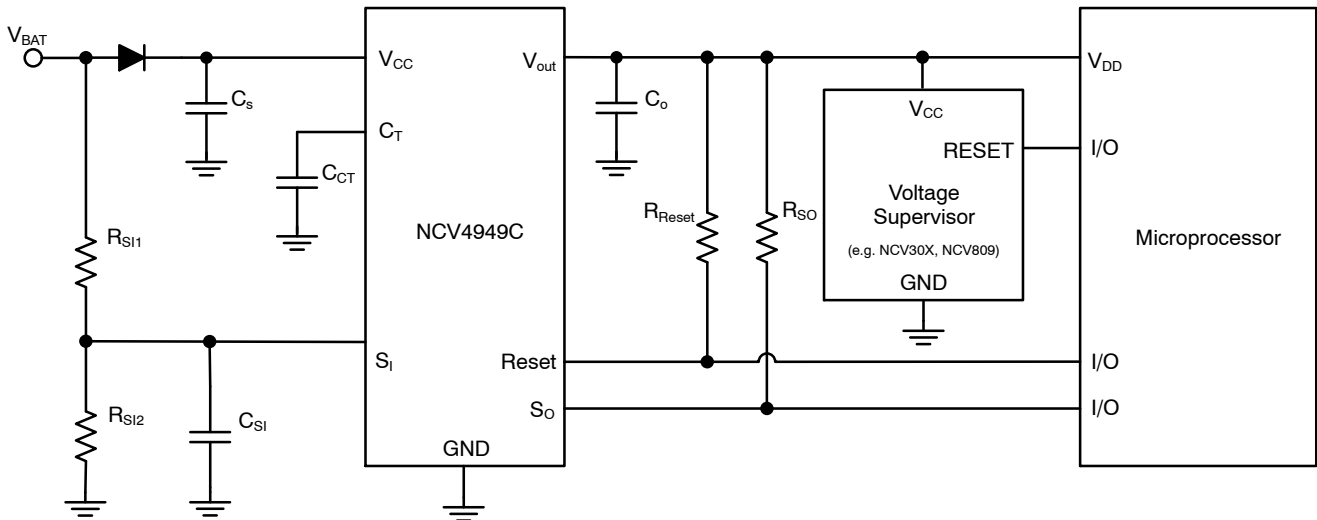 V_BAT
V_CC
V_out
V_DD
C_s
C_o
V_CC
C_T
RESET
I/O
C_CT
Voltage
Supervisor
(e.g. NCV30X, NCV809)
GND
R_Reset
R_SO
NCV4949C
Microprocessor
R_SI1
S_I
Reset
I/O
R_SI2
C_SI
S_O
I/O
GND